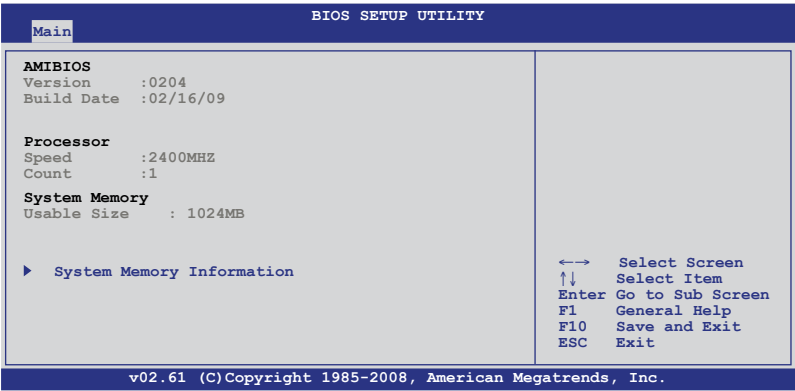 BIOS SETUP UTILITY
Main
AMIBIOS
Version :0204
Build Date :02/16/09
Processor
Speed :2400MHZ
Count :1
System Memory
Usable Size : 1024MB
System Memory Information
←→ Select Screen
↑↓ Select Item
Enter Go to Sub Screen
F1 General Help
F10 Save and Exit
ESC Exit
v02.61 (C)Copyright 1985-2008, American Megatrends, Inc.